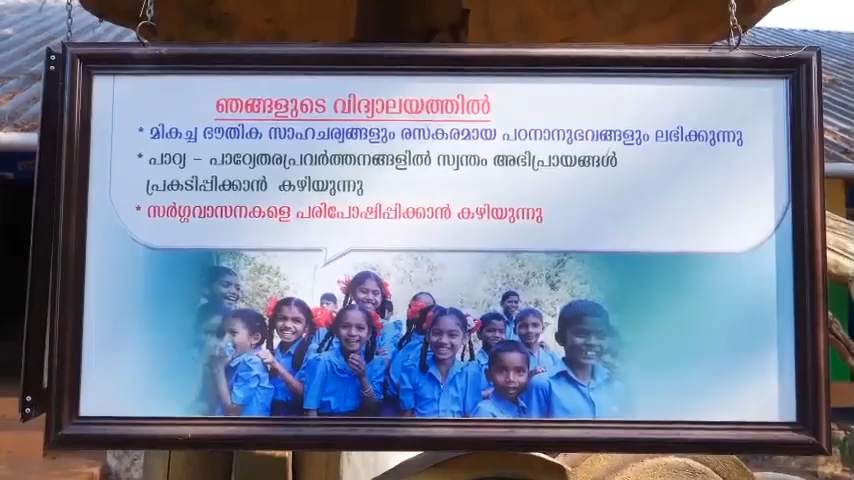 ഞങ്ങളുടെ വിദ്യാലയത്തിൽ
* മികച്ച ഭൗതിക സാഹചര്യങ്ങളും രസകരമായ പഠനാനുഭവങ്ങളും ലഭിക്കുന്നു
* പാഠ്യ – പാഠ്യേതരപ്രവർത്തനങ്ങളിൽ സ്വന്തം അഭിപ്രായങ്ങൾ
പ്രകടിപ്പിക്കാൻ കഴിയുന്നു
* സർഗ്ഗവാസനകളെ പരിപോഷിപ്പിക്കാൻ കഴിയുന്നു